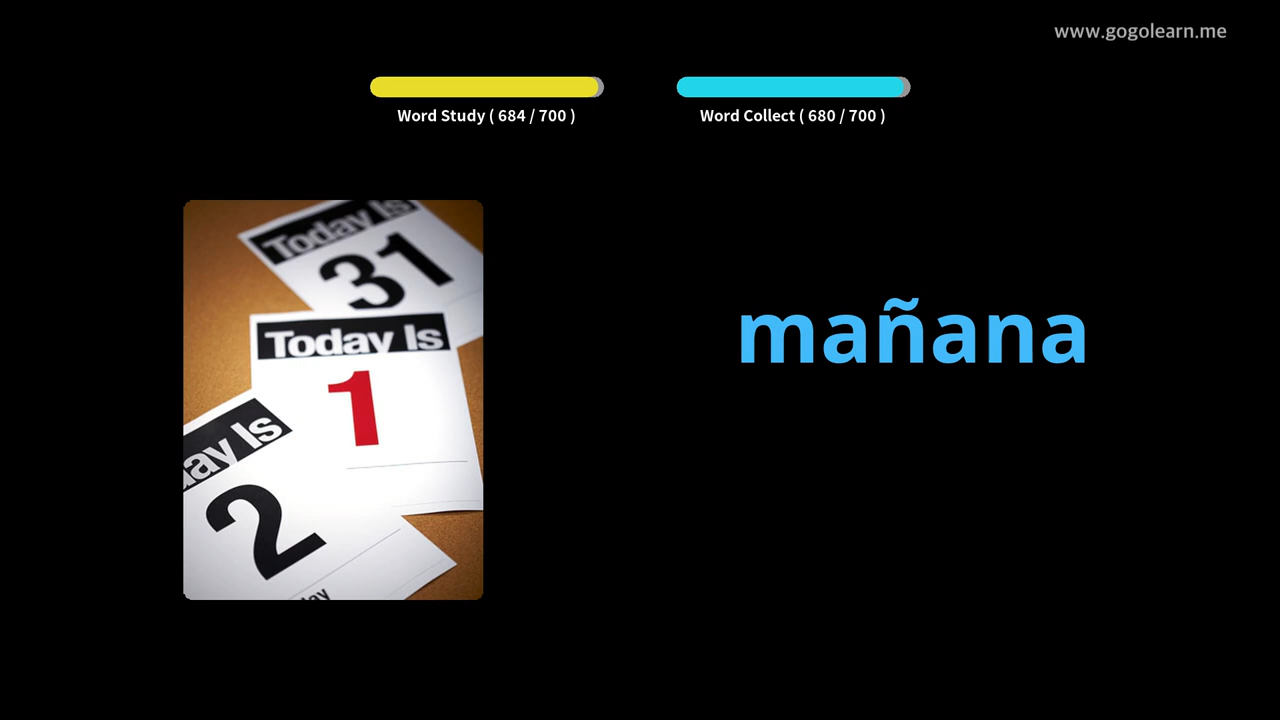 www.gogolearn.me
Word Study ( 684 / 700 )
Word Collect ( 680 / 700 )
Today Is
31
Today Is
1
mañana
ay Is
2
ay